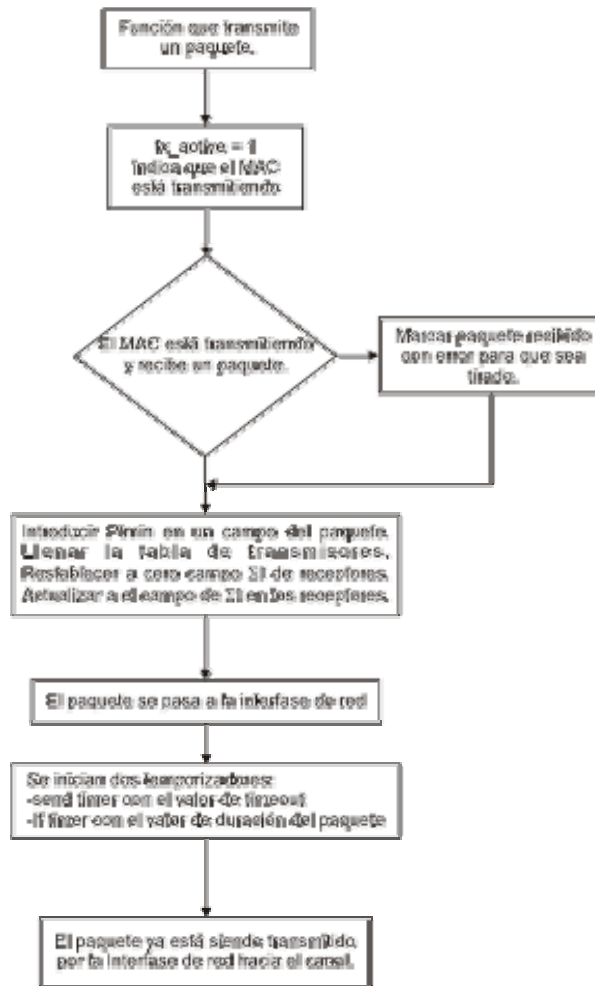 Función que transmite
un paquete.
tx_active = 1
Indica que el MAC
está transmitiendo
El MAC está transmitiendo
y recibe un paquete.
Marcar paquete recibido
con error para que sea
tirado.
Introducir en un campo del paquete.
Llenar la tabla de transmisores.
Restablecer a cero campo ΣI de receptores.
Actualizar a el campo de ΣI en los receptores.
El paquete se pasa a la interfase de red
Se inician dos temporizadores:
-send timer con el valor de timeout
-if timer con el valor de duración del paquete
El paquete ya está siendo transmitido
por la interfase de red hacia el canal.